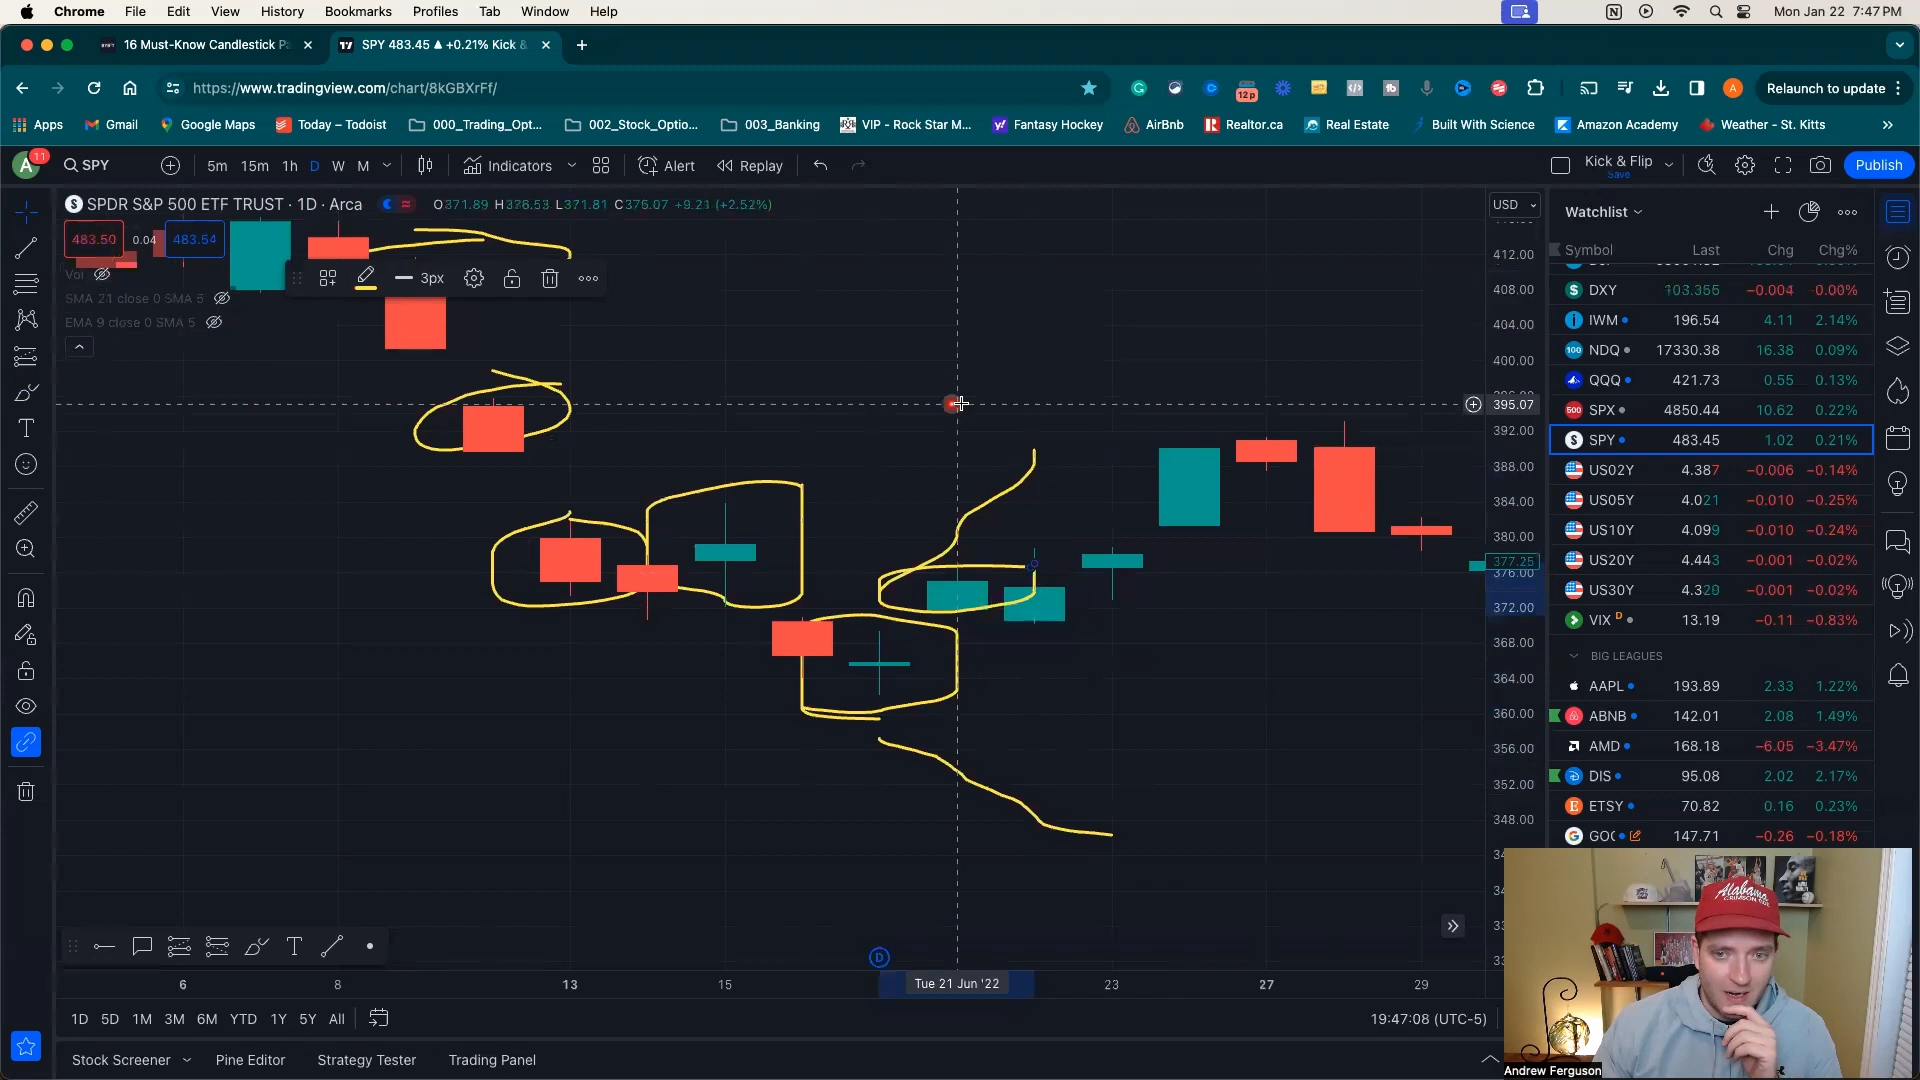 Chrome File Edit View History Bookmarks Profiles Tab Window Help Mon Jan 22 7:47 PM
16 Must-Know Candlestick Pa SPY 483.45 ▲ +0.21% Kick &
https://www.tradingview.com/chart/8kGBXrFf/ 12p A Relaunch to update
Apps Gmail Google Maps Today – Todoist 000_Trading_Opt... 002_Stock_Optio... 003_Banking VIP - Rock Star M... Fantasy Hockey AirBnb Realtor.ca Real Estate Built With Science Amazon Academy Weather - St. Kitts
A 11 SPY 5m 15m 1h D W M Indicators Alert Replay Kick & Flip Save Publish
SPDR S&P 500 ETF TRUST · 1D · Arca O371.89 H376.53 L371.81 C375.07 +9.21 (+2.52%) USD
483.50 0.04 483.54
Vol
SMA 21 close 0 SMA 5
EMA 9 close 0 SMA 5
3px
412.00
408.00
404.00
400.00
395.07
392.00
388.00
384.00
380.00
377.25
376.00
372.00
368.00
364.00
360.00
356.00
352.00
348.00
Watchlist
Symbol Last Chg Chg%
DXY 103.355 −0.004 −0.00%
IWM 196.54 4.11 2.14%
NDQ 17330.38 16.38 0.09%
QQQ 421.73 0.55 0.13%
SPX 4850.44 10.62 0.22%
SPY 483.45 1.02 0.21%
US02Y 4.387 −0.006 −0.14%
US05Y 4.021 −0.010 −0.25%
US10Y 4.099 −0.010 −0.24%
US20Y 4.443 −0.001 −0.02%
US30Y 4.320 −0.001 −0.02%
VIX D 13.19 −0.11 −0.83%
BIG LEAGUES
AAPL 193.89 2.33 1.22%
ABNB 142.01 2.08 1.49%
AMD 168.18 −6.05 −3.47%
DIS 95.08 2.02 2.17%
ETSY 70.82 0.16 0.23%
GOO 147.71 −0.26 −0.18%
D
6 8 13 15 Tue 21 Jun '22 23 27 29
1D 5D 1M 3M 6M YTD 1Y 5Y All 19:47:08 (UTC-5)
Stock Screener Pine Editor Strategy Tester Trading Panel
Alabama
CRIMSON TIDE
Andrew Ferguson